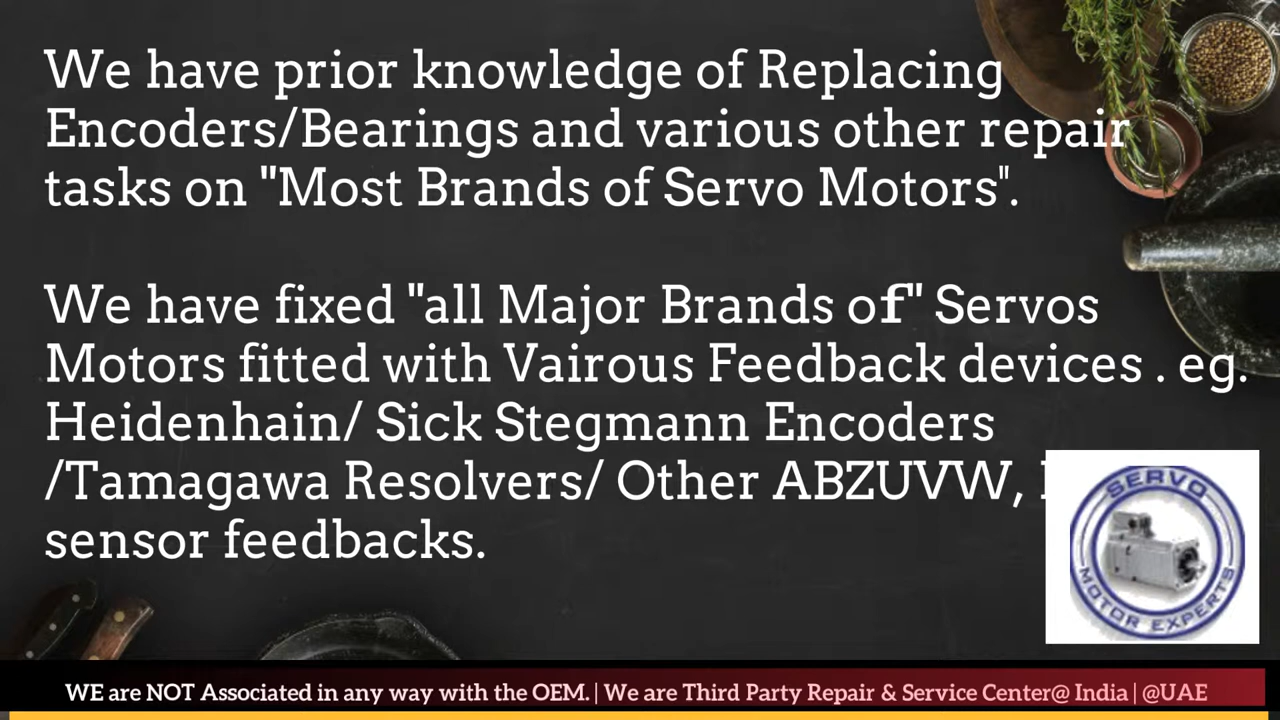 We have prior knowledge of Replacing
Encoders/Bearings and various other repair
tasks on "Most Brands of Servo Motors".
We have fixed "all Major Brands of" Servos
Motors fitted with Vairous Feedback devices . eg.
Heidenhain/ Sick Stegmann Encoders
/Tamagawa Resolvers/ Other ABZUVW,
sensor feedbacks.
SERVO
MOTOR EXPERTS
WE are NOT Associated in any way with the OEM. | We are Third Party Repair & Service Center@ India | @UAE